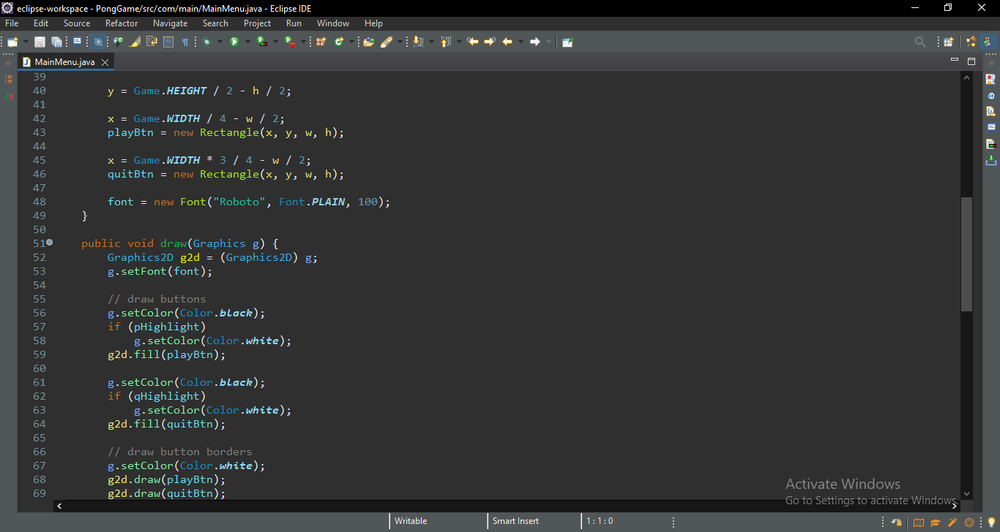 eclipse-workspace - PongGame/src/com/main/MainMenu.java - Eclipse IDE
File Edit Source Refactor Navigate Search Project Run Window Help
MainMenu.java
39
40 y = Game.HEIGHT / 2 - h / 2;
41
42 x = Game.WIDTH / 4 - w / 2;
43 playBtn = new Rectangle(x, y, w, h);
44
45 x = Game.WIDTH * 3 / 4 - w / 2;
46 quitBtn = new Rectangle(x, y, w, h);
47
48 font = new Font("Roboto", Font.PLAIN, 100);
49 }
50
51 public void draw(Graphics g) {
52 Graphics2D g2d = (Graphics2D) g;
53 g.setFont(font);
54
55 // draw buttons
56 g.setColor(Color.black);
57 if (pHighlight)
58 g.setColor(Color.white);
59 g2d.fill(playBtn);
60
61 g.setColor(Color.black);
62 if (qHighlight)
63 g.setColor(Color.white);
64 g2d.fill(quitBtn);
65
66 // draw button borders
67 g.setColor(Color.white);
68 g2d.draw(playBtn);
69 g2d.draw(quitBtn);
Activate Windows
Go to Settings to activate Windows.
Writable Smart Insert 1:1:0